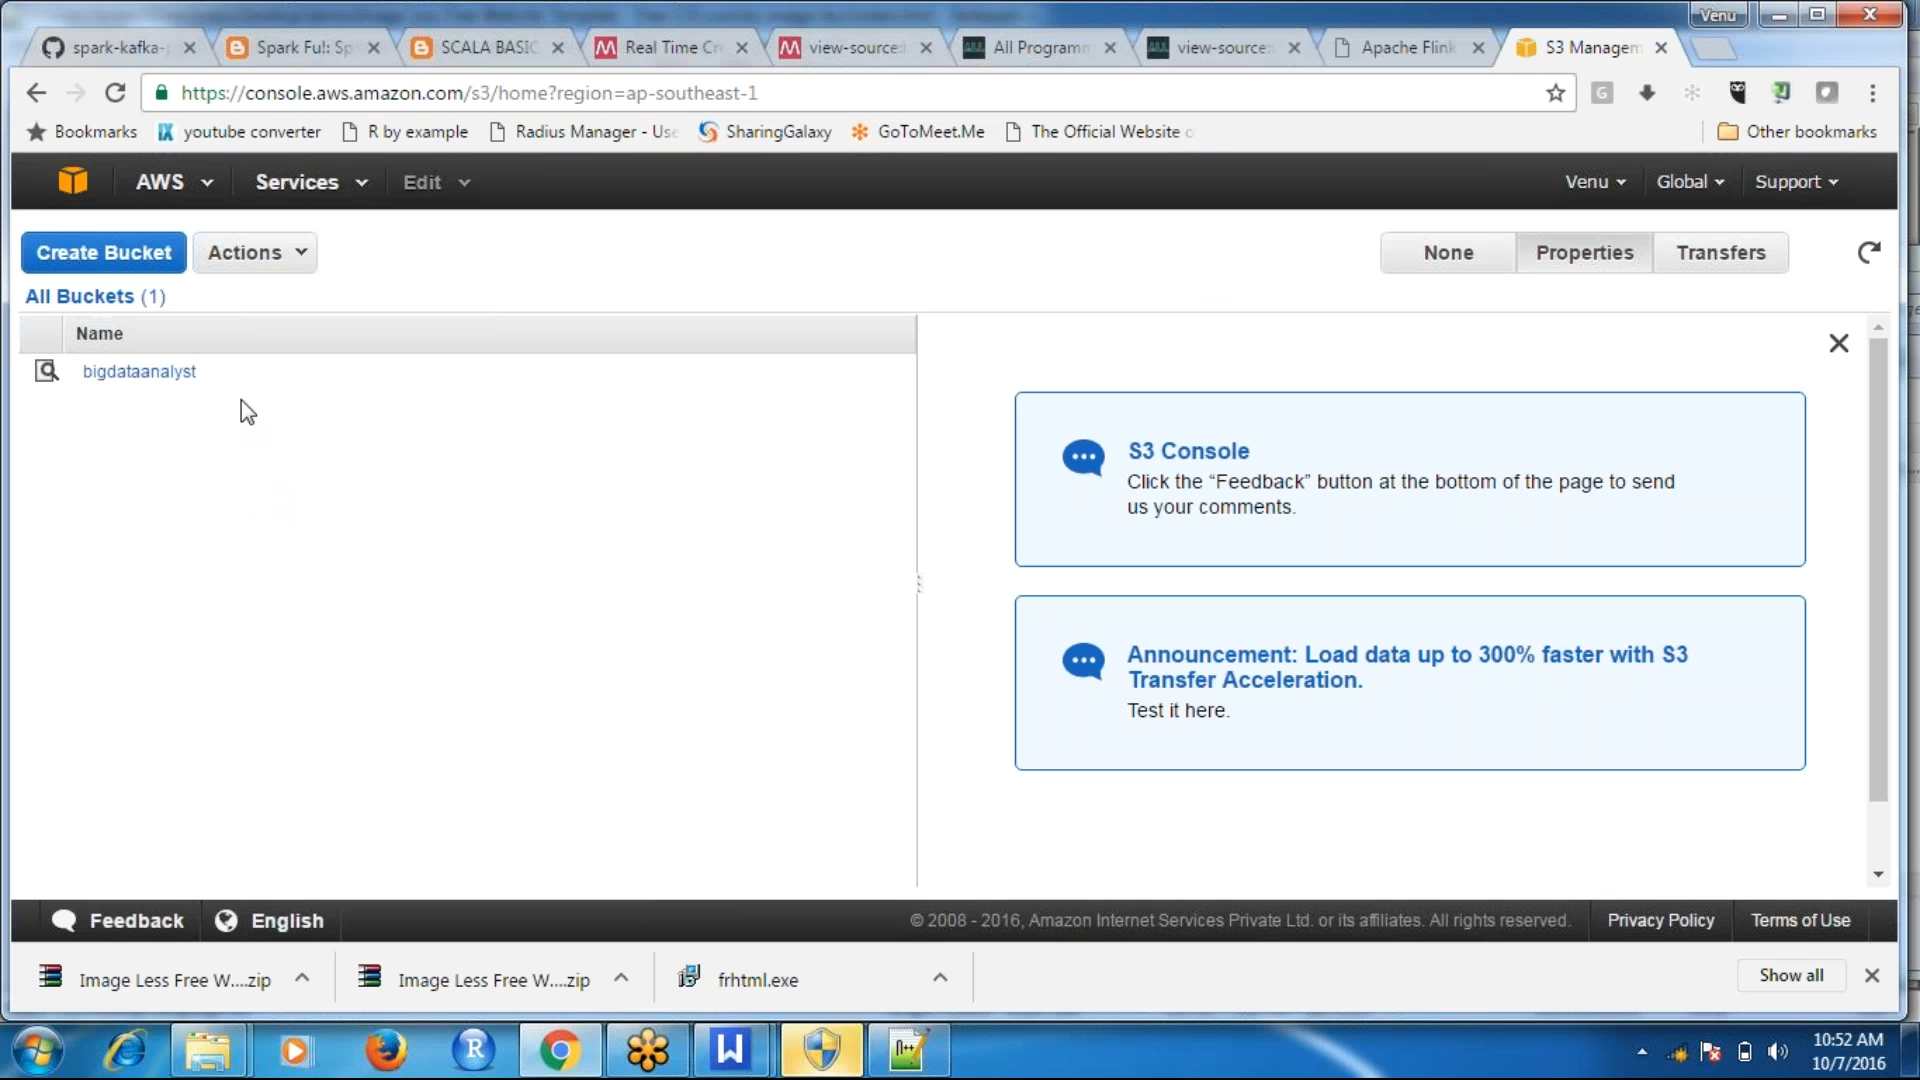 Venu
spark-kafka-
Spark Fu!: Sp
SCALA BASIC
Real Time Cr
view-source:
All Programm
view-source:
Apache Flink
S3 Managem
https://console.aws.amazon.com/s3/home?region=ap-southeast-1
Bookmarks
youtube converter
R by example
Radius Manager - Use
SharingGalaxy
GoToMeet.Me
The Official Website o
Other bookmarks
AWS
Services
Edit
Venu
Global
Support
Create Bucket
Actions
None
Properties
Transfers
All Buckets (1)
Name
bigdataanalyst
S3 Console
Click the “Feedback” button at the bottom of the page to send
us your comments.
Announcement: Load data up to 300% faster with S3
Transfer Acceleration.
Test it here.
Feedback
English
© 2008 - 2016, Amazon Internet Services Private Ltd. or its affiliates. All rights reserved.
Privacy Policy
Terms of Use
Image Less Free W....zip
Image Less Free W....zip
frhtml.exe
Show all
10:52 AM
10/7/2016